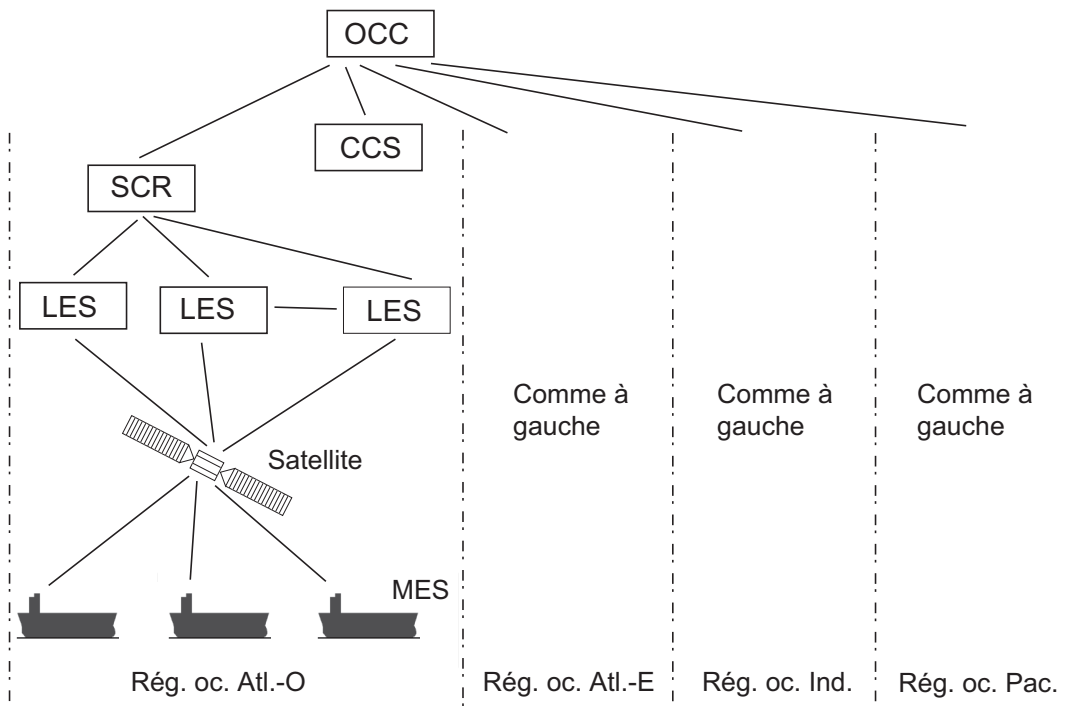 OCC
CCS
SCR
LES
LES
LES
Satellite
MES
Comme à
gauche
Comme à
gauche
Comme à
gauche
Rég. oc. Atl.-O
Rég. oc. Atl.-E
Rég. oc. Ind.
Rég. oc. Pac.